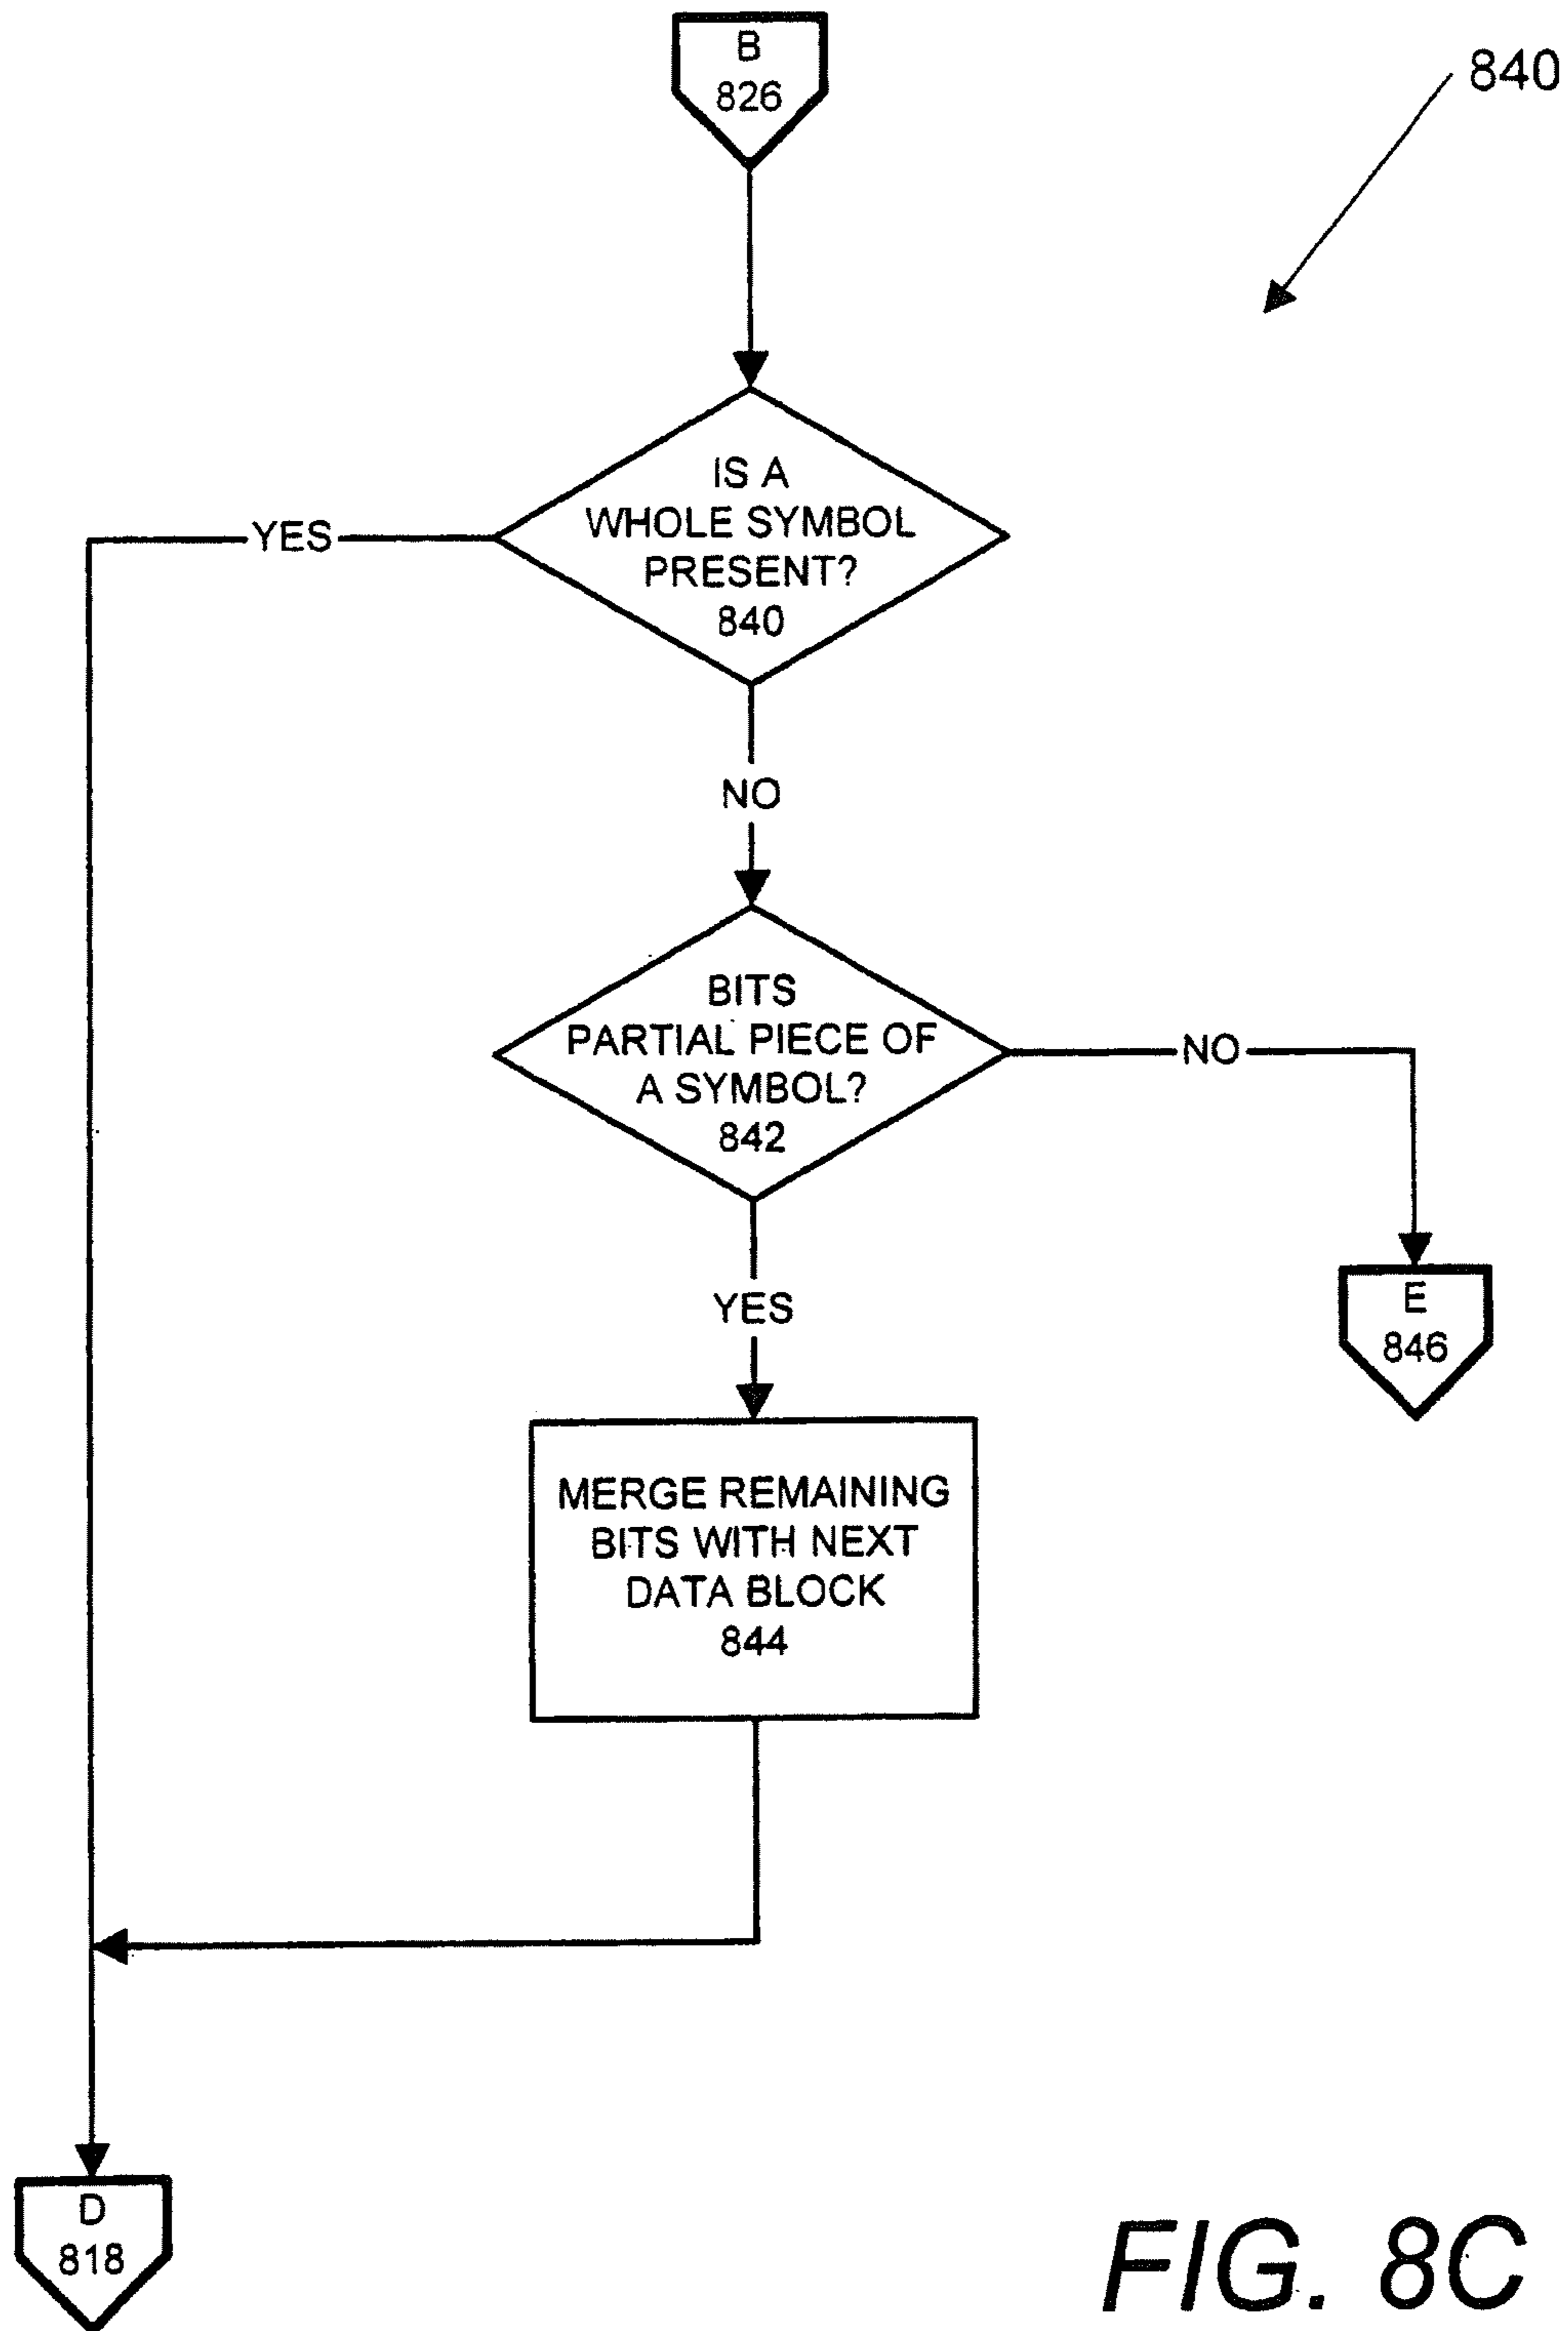 B
826
840
IS A
WHOLE SYMBOL
PRESENT?
840
YES
NO
BITS
PARTIAL PIECE OF
A SYMBOL?
842
NO
YES
E
846
MERGE REMAINING
BITS WITH NEXT
DATA BLOCK
844
D
818
FIG. 8C